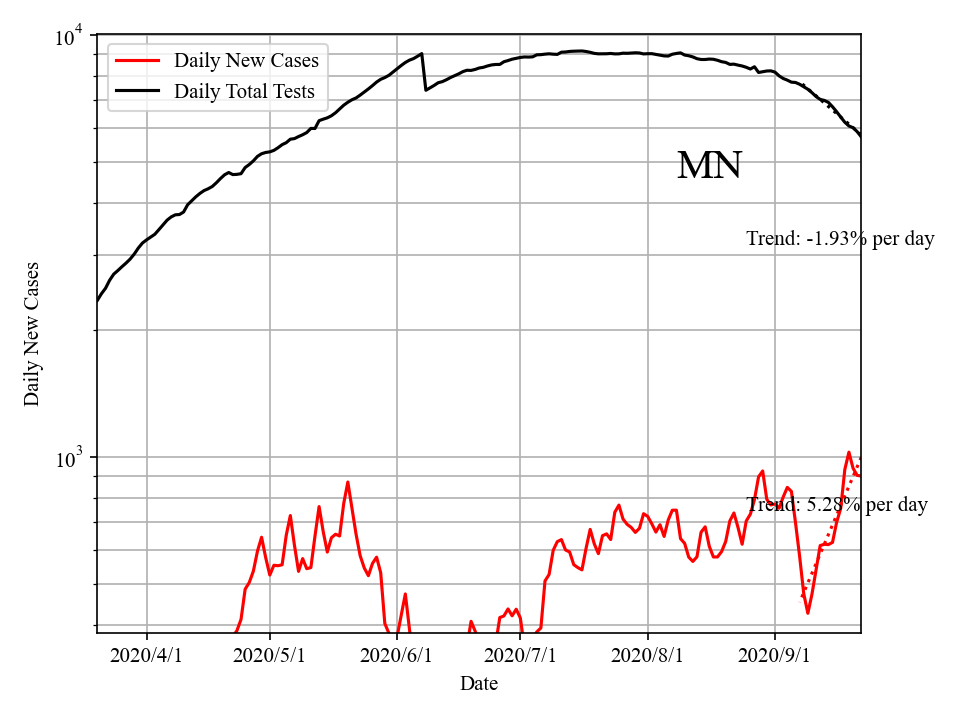 10^4
Daily New Cases
Daily Total Tests
MN
Trend: -1.93% per day
Daily New Cases
10^3
Trend: 5.28% per day
2020/4/1 2020/5/1 2020/6/1 2020/7/1 2020/8/1 2020/9/1
Date